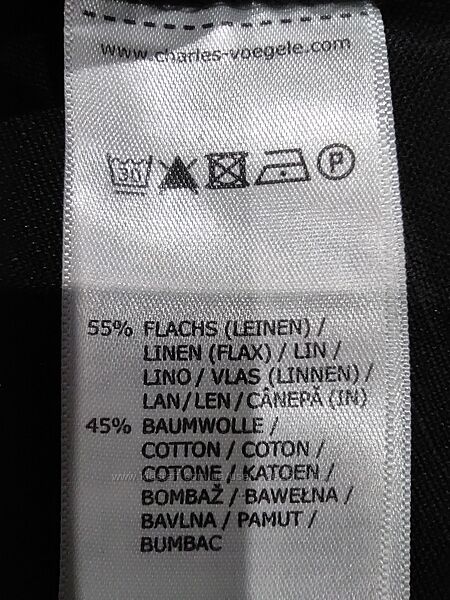 www.charles-voegele.com
30
P
55% FLACHS (LEINEN) /
LINEN (FLAX) / LIN /
LINO / VLAS (LINNEN) /
LAN / LEN / CÂNEPĂ (IN)
45% BAUMWOLLE /
COTTON / COTON /
COTONE / KATOEN /
BOMBAŽ / BAWEŁNA /
BAVLNA / PAMUT /
BUMBAC